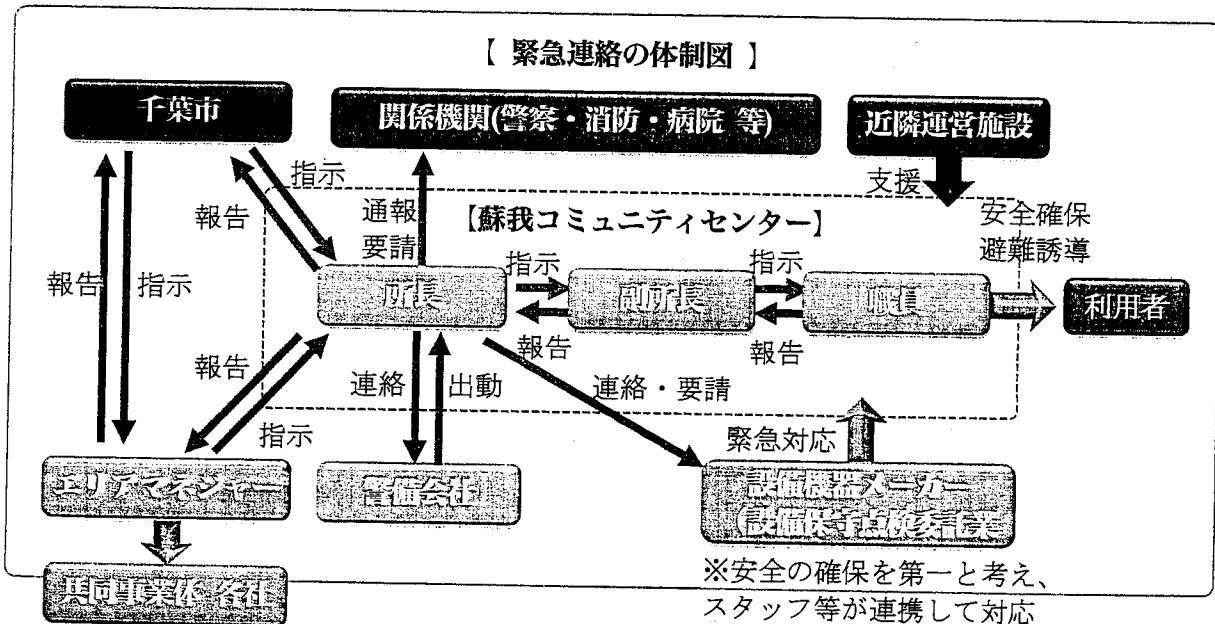 【 緊急連絡の体制図 】
千葉市
関係機関(警察・消防・病院 等)
近隣運営施設
指示
支援
報告
通報
要請
【蘇我コミュニティセンター】
安全確保
避難誘導
報告
指示
所長
指示
副所長
指示
職員
利用者
報告
報告
報告
連絡
出動
連絡・要請
指示
緊急対応
エリアマネジャー
警備会社
設備機器メーカー
(設備保守点検委託業
共同事業体 各社
※安全の確保を第一と考え、
スタッフ等が連携して対応